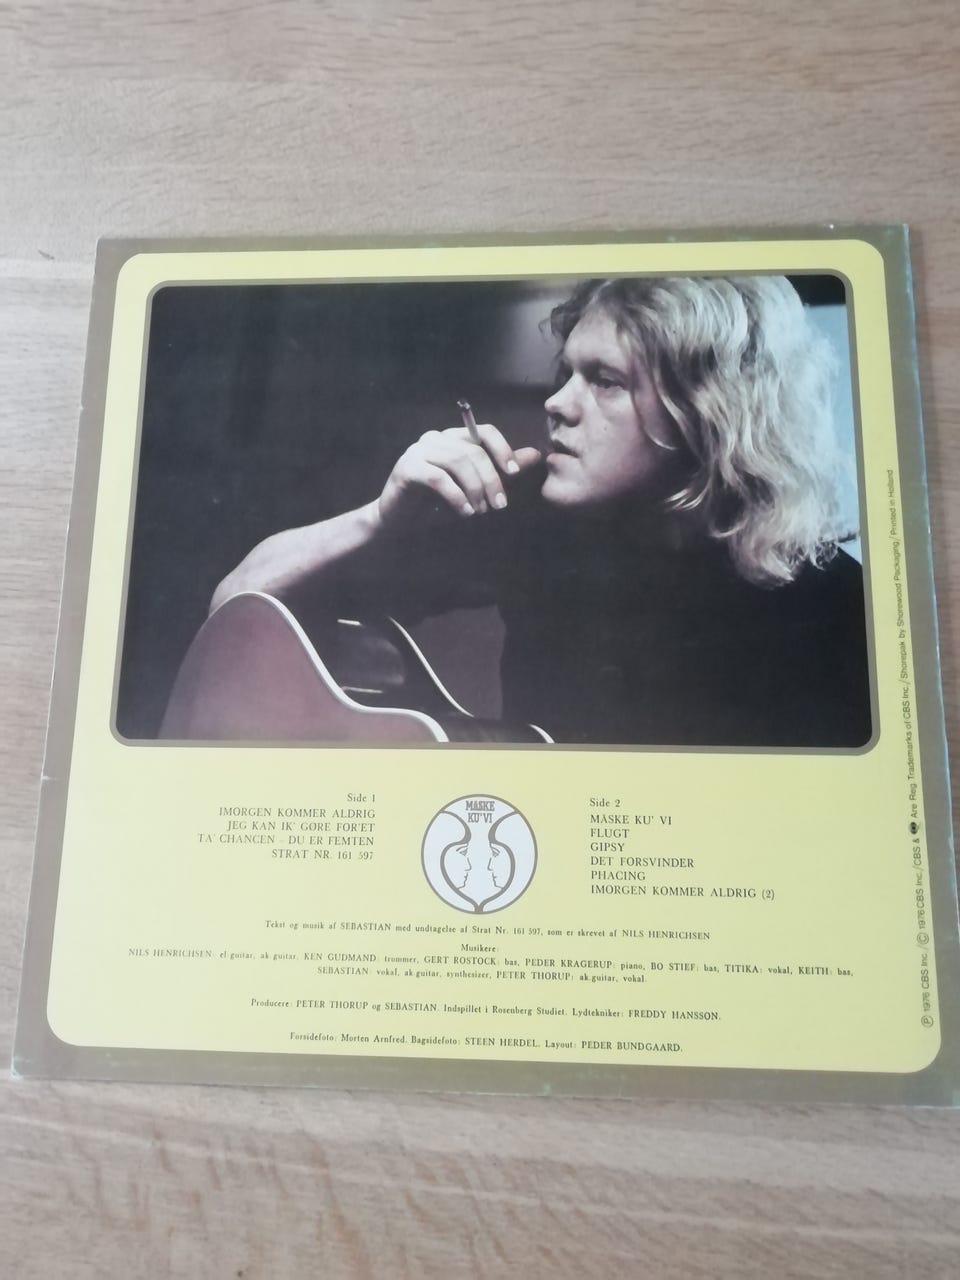 Side 1
IMORGEN KOMMER ALDRIG
JEG KAN IK' GØRE FOR'ET
TA' CHANCEN - DU ER FEMTEN
STRAT NR. 161 597
MÅSKE
KU' VI
Side 2
MÅSKE KU' VI
FLUGT
GIPSY
DET FORSVINDER
PHACING
IMORGEN KOMMER ALDRIG (2)
Tekst og musik af SEBASTIAN med undtagelse af Strat Nr. 161 597, som er skrevet af NILS HENRICHSEN
Musikere:
NILS HENRICHSEN: el guitar, ak guitar, KEN GUDMAND: trommer, GERT ROSTOCK: bas, PEDER KRAGERUP: piano, BO STIEF: bas, TITIKA: vokal, KEITH: bas,
SEBASTIAN: vokal, ak guitar, synthesizer, PETER THORUP: ak.guitar, vokal.
Producere: PETER THORUP og SEBASTIAN. Indspillet i Rosenberg Studiet. Lydtekniker: FREDDY HANSSON.
Forsidefoto: Morten Arnfred. Bagsidefoto: STEEN HERDEL. Layout: PEDER BUNDGAARD.
Ⓟ 1976 CBS Inc./Ⓒ 1976 CBS Inc./CBS & Are Reg. Trademarks of CBS Inc./Shorepak by Shorewood Packaging/Printed in Holland